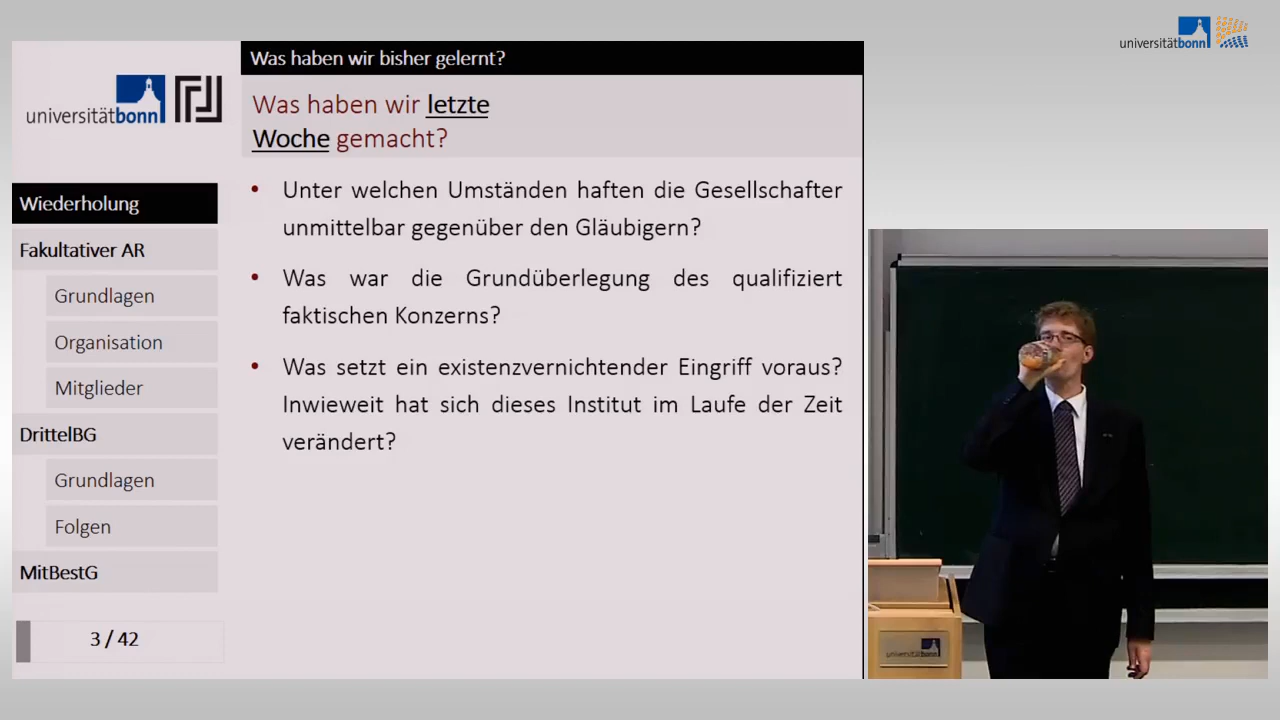 universitätbonn
Was haben wir bisher gelernt?
universitätbonn
Was haben wir letzte
Woche gemacht?
Wiederholung
Fakultativer AR
Grundlagen
Organisation
Mitglieder
DrittelBG
Grundlagen
Folgen
MitBestG
3 / 42
• Unter welchen Umständen haften die Gesellschafter
unmittelbar gegenüber den Gläubigern?
• Was war die Grundüberlegung des qualifiziert
faktischen Konzerns?
• Was setzt ein existenzvernichtender Eingriff voraus?
Inwieweit hat sich dieses Institut im Laufe der Zeit
verändert?
universitätbonn